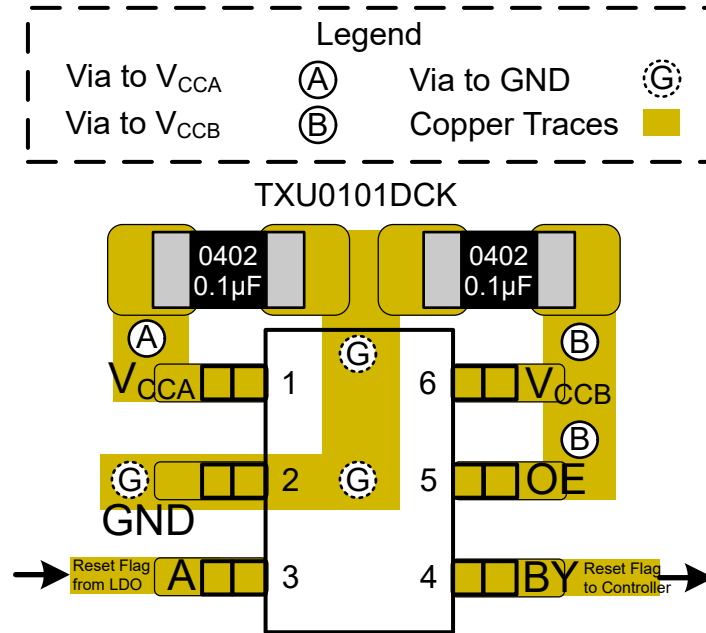 Legend
Via to VCCA A Via to GND G
Via to VCCB B Copper Traces
TXU0101DCK
0402
0.1µF
0402
0.1µF
A
G
B
VCCA 1 6 VCCB
B
G 2 G 5 OE
GND
Reset Flag
from LDO
A 3 4 BY
Reset Flag
to Controller